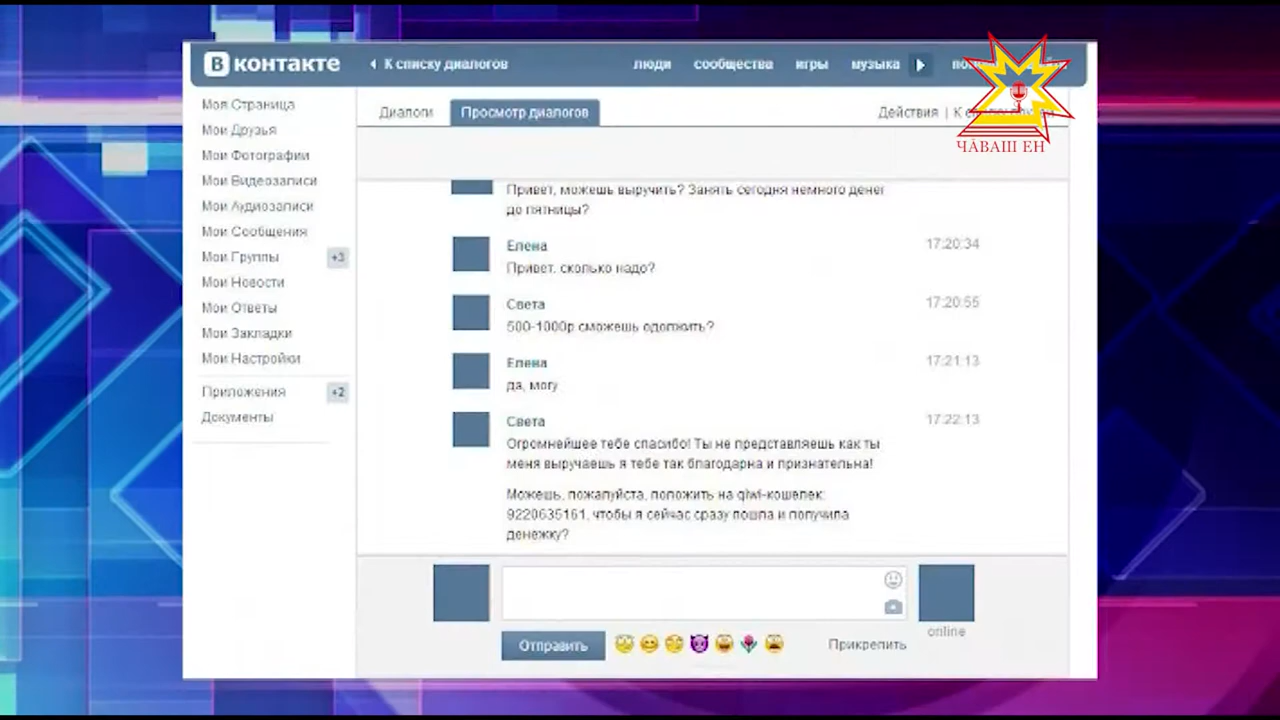 В контакте
К списку диалогов
люди сообщества игры музыка
ЧӐВАШ ЕН
Моя Страница
Мои Друзья
Мои Фотографии
Мои Видеозаписи
Мои Аудиозаписи
Мои Сообщения
Мои Группы +3
Мои Новости
Мои Ответы
Мои Закладки
Мои Настройки
Приложения +2
Документы
Диалоги Просмотр диалогов Действия |
Привет, можешь выручить? Занять сегодня немного денег
до пятницы?
Елена 17:20:34
Привет, сколько надо?
Света 17:20:55
500-1000р сможешь одолжить?
Елена 17:21:13
да, могу
Света 17:22:13
Огромнейшее тебе спасибо! Ты не представляешь как ты
меня выручаешь я тебе так благодарна и признательна!
Можешь, пожалуйста, положить на qiwi-кошелек:
9220635161, чтобы я сейчас сразу пошла и получила
денежку?
online
Отправить Прикрепить